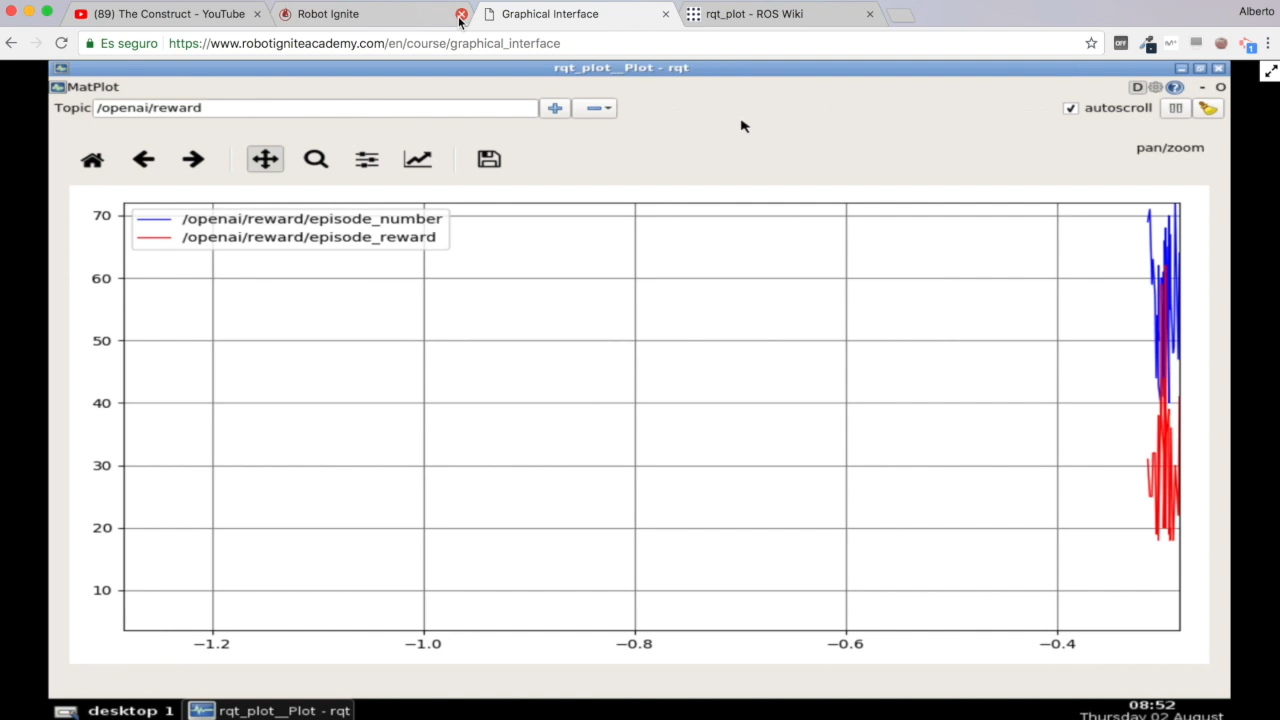 (89) The Construct - YouTube
Robot Ignite
Graphical Interface
rqt_plot - ROS Wiki
Alberto
Es seguro
https://www.robotigniteacademy.com/en/course/graphical_interface
OFF
1
rqt_plot__Plot - rqt
MatPlot
D
- O
Topic /openai/reward
autoscroll
pan/zoom
/openai/reward/episode_number
/openai/reward/episode_reward
70
60
50
40
30
20
10
−1.2
−1.0
−0.8
−0.6
−0.4
desktop 1
rqt_plot__Plot - rqt
08:52
Thursday 02 August